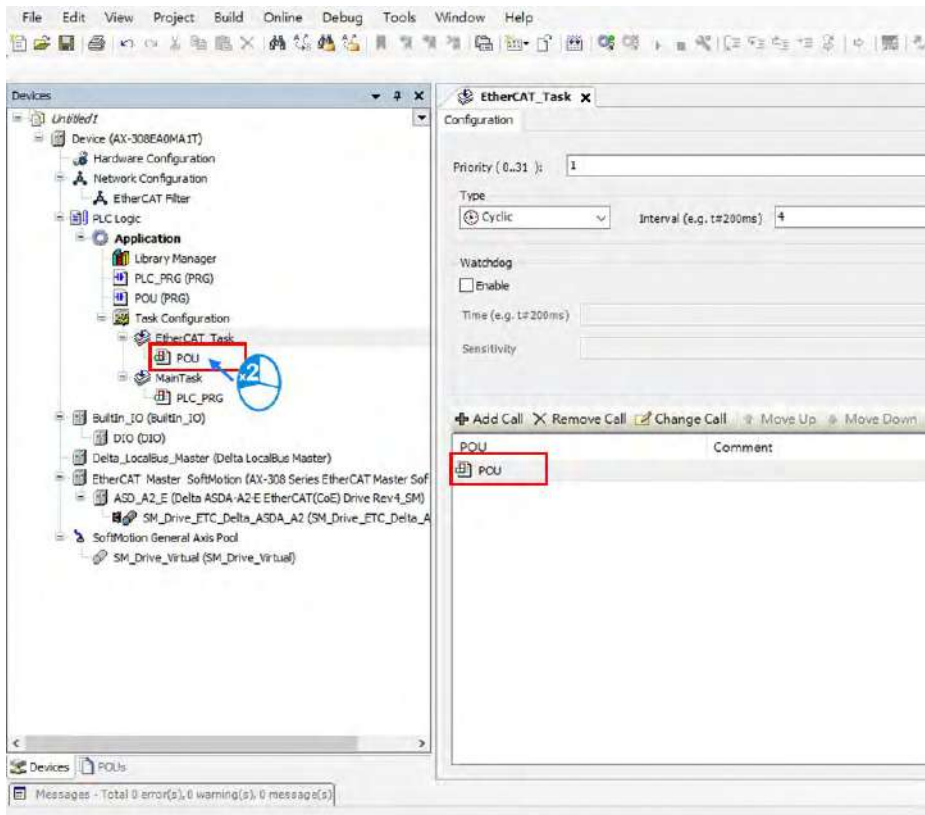 File Edit View Project Build Online Debug Tools Window Help
Devices
Untitled1
Device (AX-308EA0MA1T)
Hardware Configuration
Network Configuration
EtherCAT Filter
PLC Logic
Application
Library Manager
PLC_PRG (PRG)
POU (PRG)
Task Configuration
EtherCAT_Task
POU
x2
MainTask
PLC_PRG
BuiltIn_IO (BuiltIn_IO)
DIO (DIO)
Delta_LocalBus_Master (Delta LocalBus Master)
EtherCAT_Master_SoftMotion (AX-308 Series EtherCAT Master Sof
ASD_A2_E (Delta ASDA-A2-E EtherCAT(CoE) Drive Rev4_SM)
SM_Drive_ETC_Delta_ASDA_A2 (SM_Drive_ETC_Delta_A
SoftMotion General Axis Pool
SM_Drive_Virtual (SM_Drive_Virtual)
Devices POUs
Messages - Total 0 error(s), 0 warning(s), 0 message(s)
EtherCAT_Task
Configuration
Priority ( 0..31 ): 1
Type
Cyclic Interval (e.g. t#200ms) 4
Watchdog
Enable
Time (e.g. t#200ms)
Sensitivity
Add Call Remove Call Change Call Move Up Move Down
POU Comment
POU